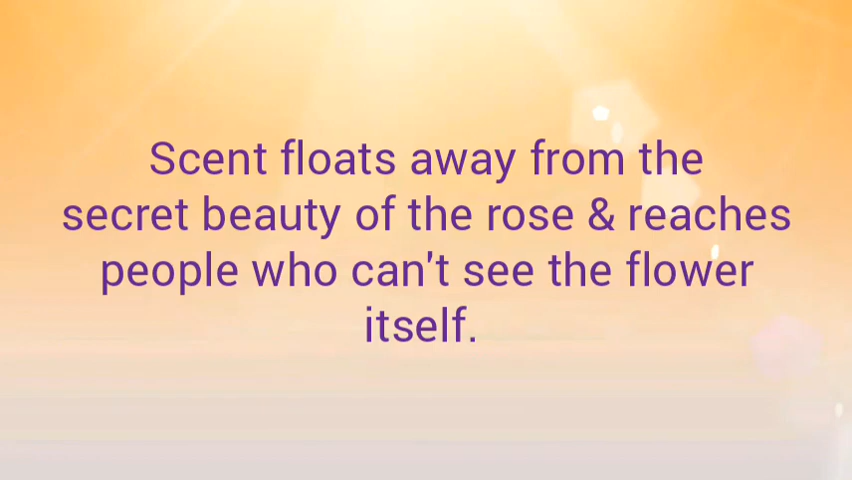 Scent floats away from the
secret beauty of the rose & reaches
people who can't see the flower
itself.